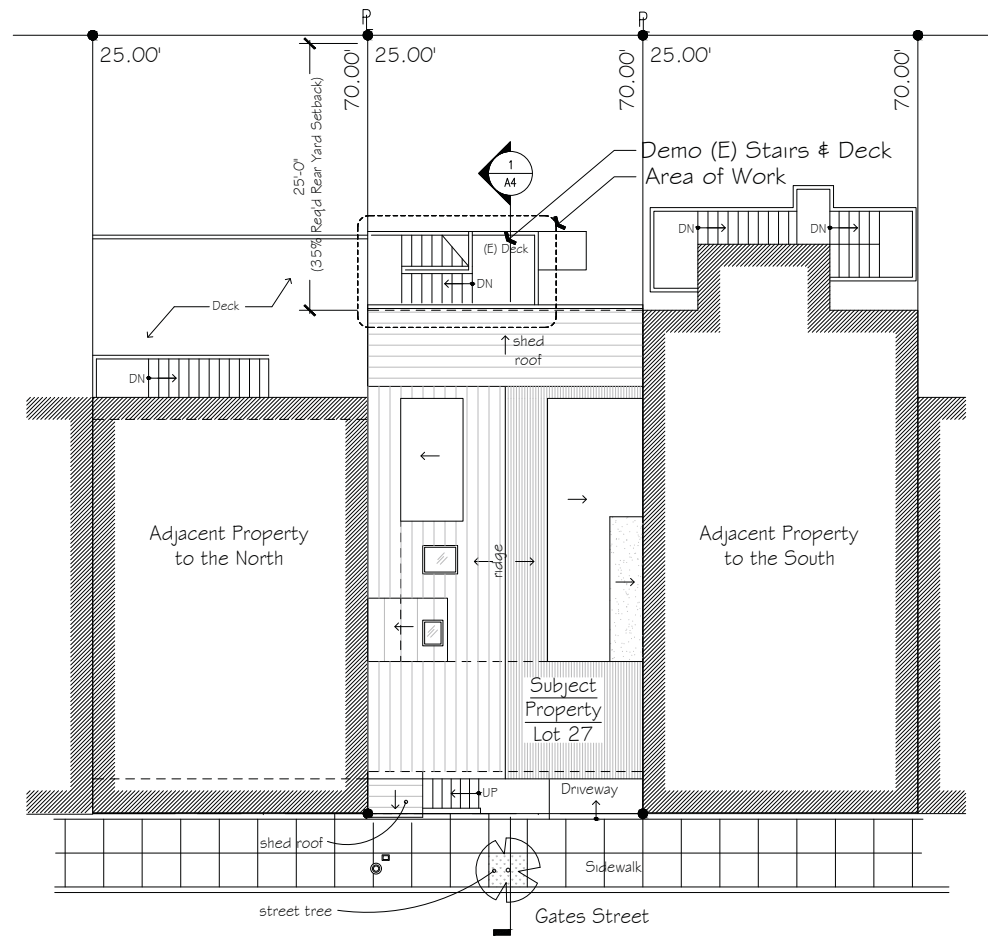 P
L
P
L
25.00'
70.00'
25.00'
70.00'
25.00'
70.00'
25'-0"
(35% Req'd Rear Yard Setback)
1
A4
Demo (E) Stairs & Deck
Area of Work
(E) Deck
DN
DN
DN
Deck
DN
shed
roof
Adjacent Property
to the North
ridge
Adjacent Property
to the South
Subject
Property
Lot 27
UP
Driveway
shed roof
Sidewalk
street tree
Gates Street